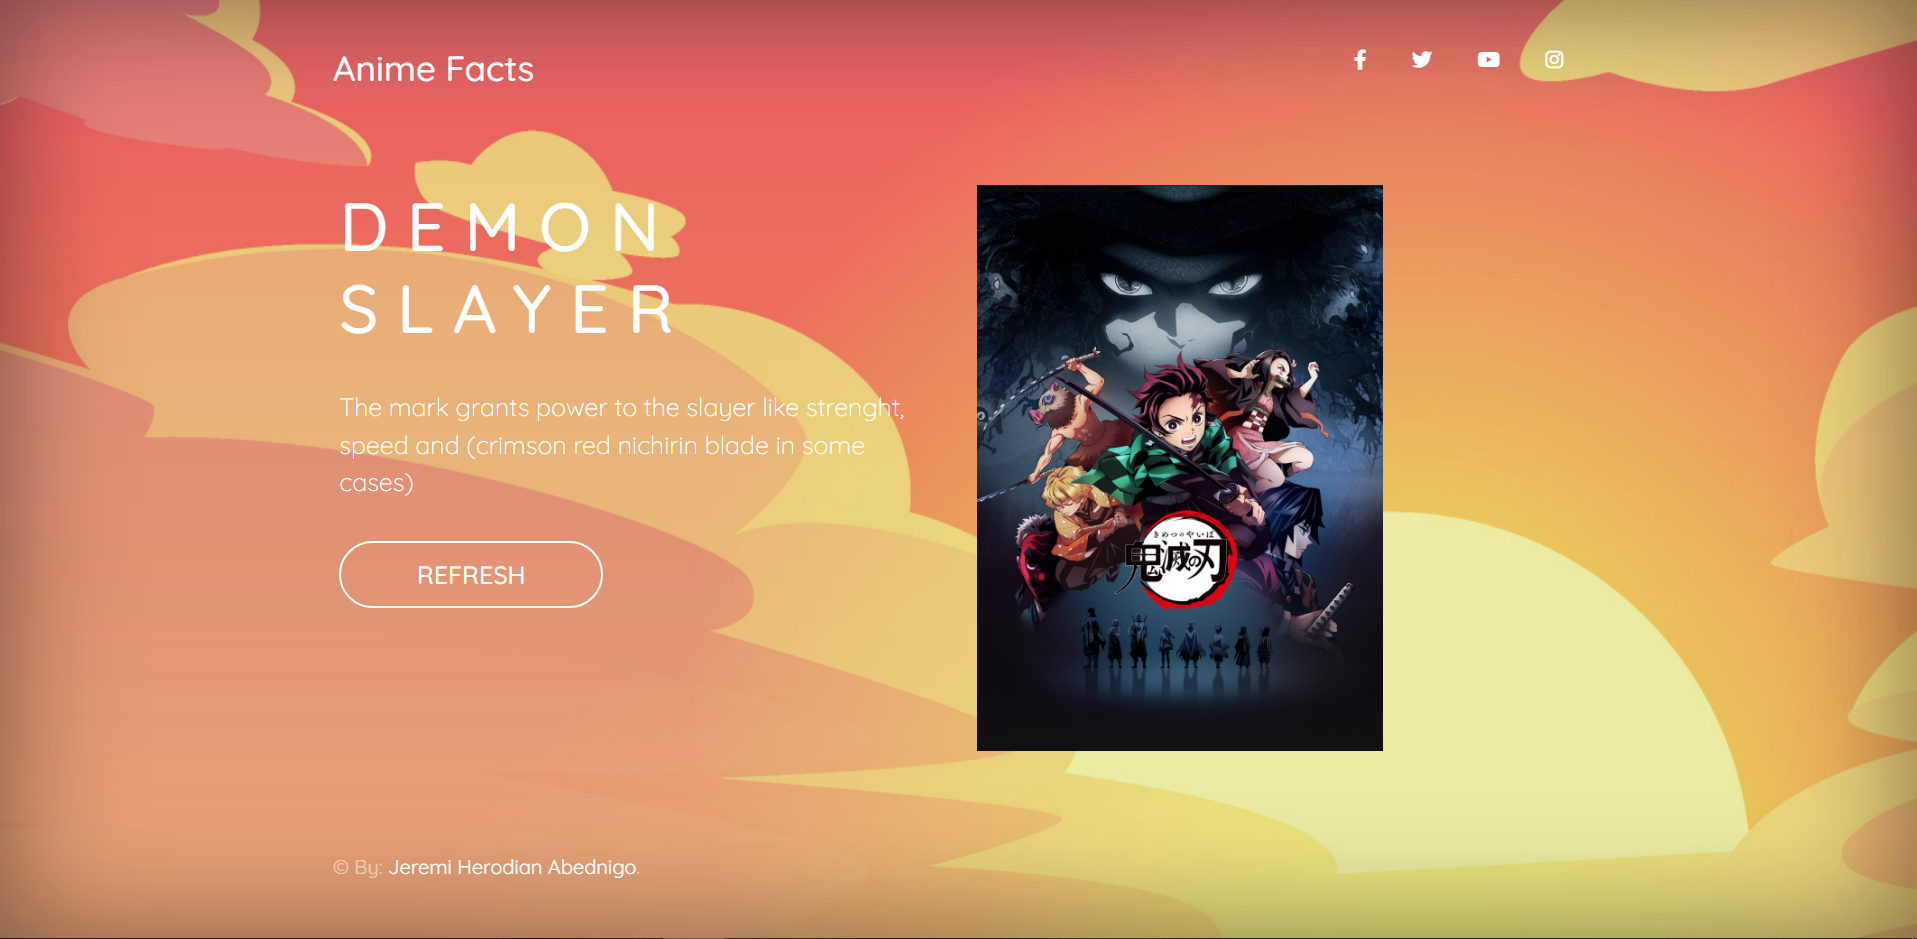 Anime Facts
DEMON
SLAYER
The mark grants power to the slayer like strenght,
speed and (crimson red nichirin blade in some
cases)
REFRESH
きめつのやいば
鬼滅の刃
© By: Jeremi Herodian Abednigo.